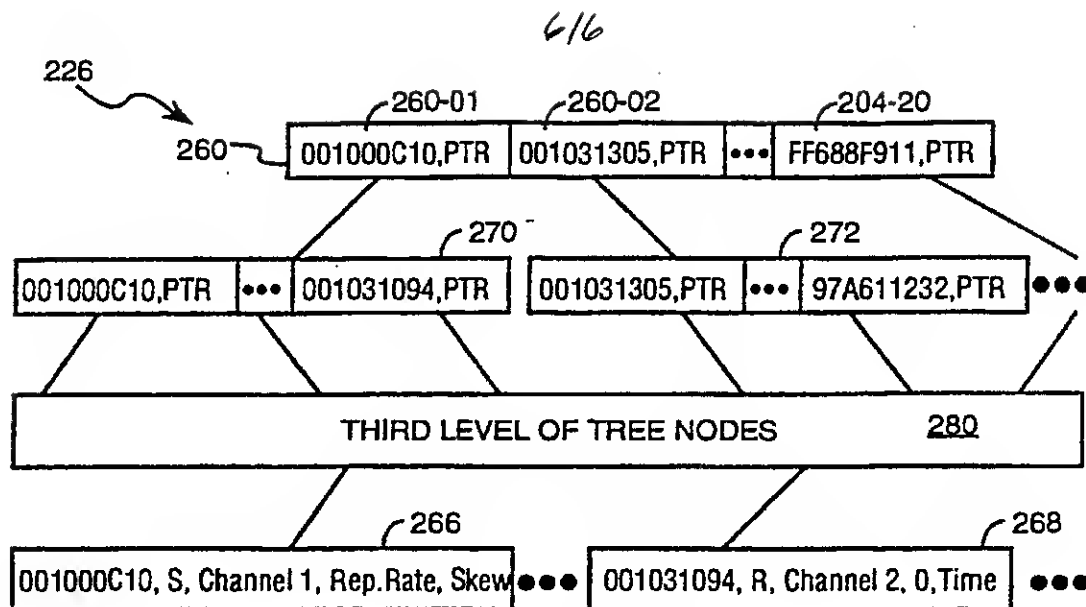 6/6
226
260-01 260-02 204-20
260
001000C10,PTR 001031305,PTR ••• FF688F911,PTR
270 272
001000C10,PTR ••• 001031094,PTR 001031305,PTR ••• 97A611232,PTR •••
THIRD LEVEL OF TREE NODES 280
266 268
001000C10, S, Channel 1, Rep.Rate, Skew ••• 001031094, R, Channel 2, 0,Time •••